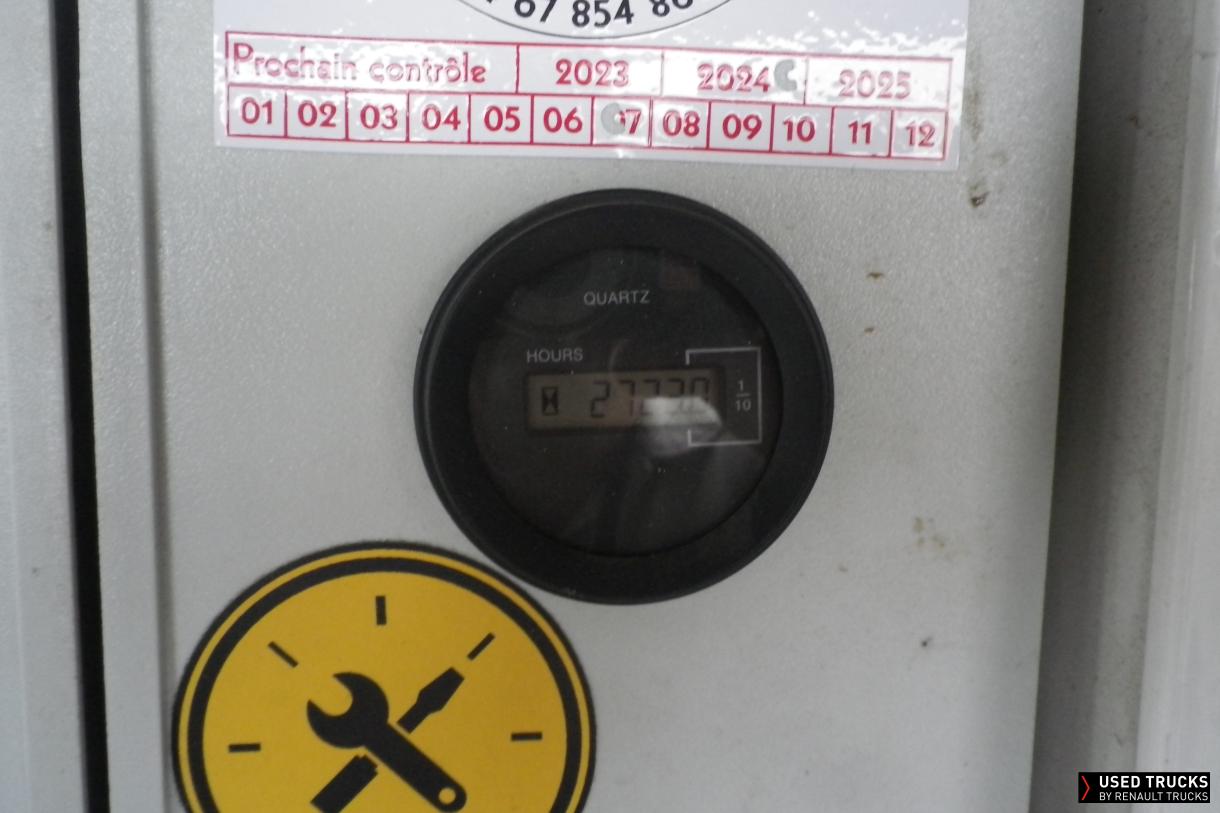 67 854 86
Prochain contrôle 2023 2024 2025
01 02 03 04 05 06 07 08 09 10 11 12
QUARTZ
HOURS
1/10
USED TRUCKS
BY RENAULT TRUCKS